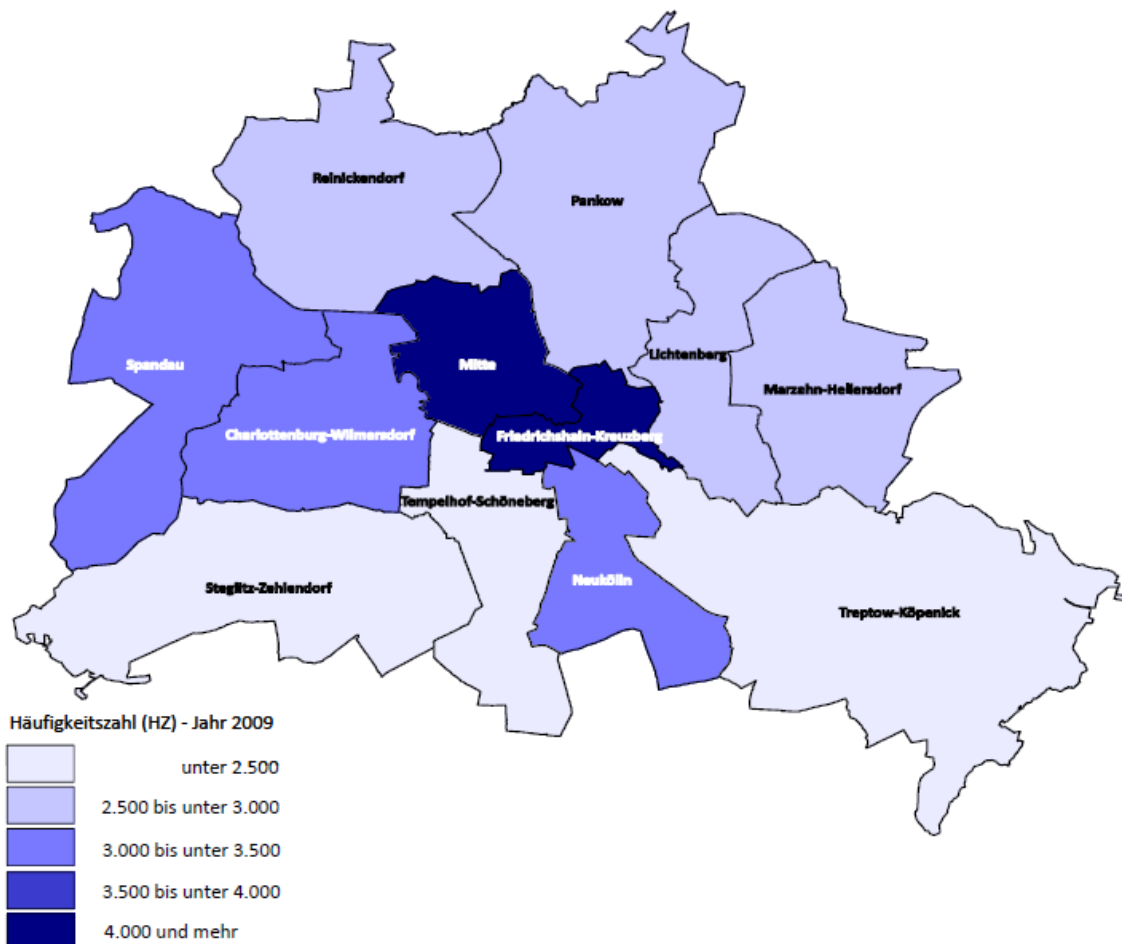 Reinickendorf
Pankow
Spandau
Mitte
Lichtenberg
Marzahn-Hellersdorf
Charlottenburg-Wilmersdorf
Friedrichshain-Kreuzberg
Tempelhof-Schöneberg
Steglitz-Zehlendorf
Neukölln
Treptow-Köpenick
Häufigkeitszahl (HZ) - Jahr 2009
unter 2.500
2.500 bis unter 3.000
3.000 bis unter 3.500
3.500 bis unter 4.000
4.000 und mehr